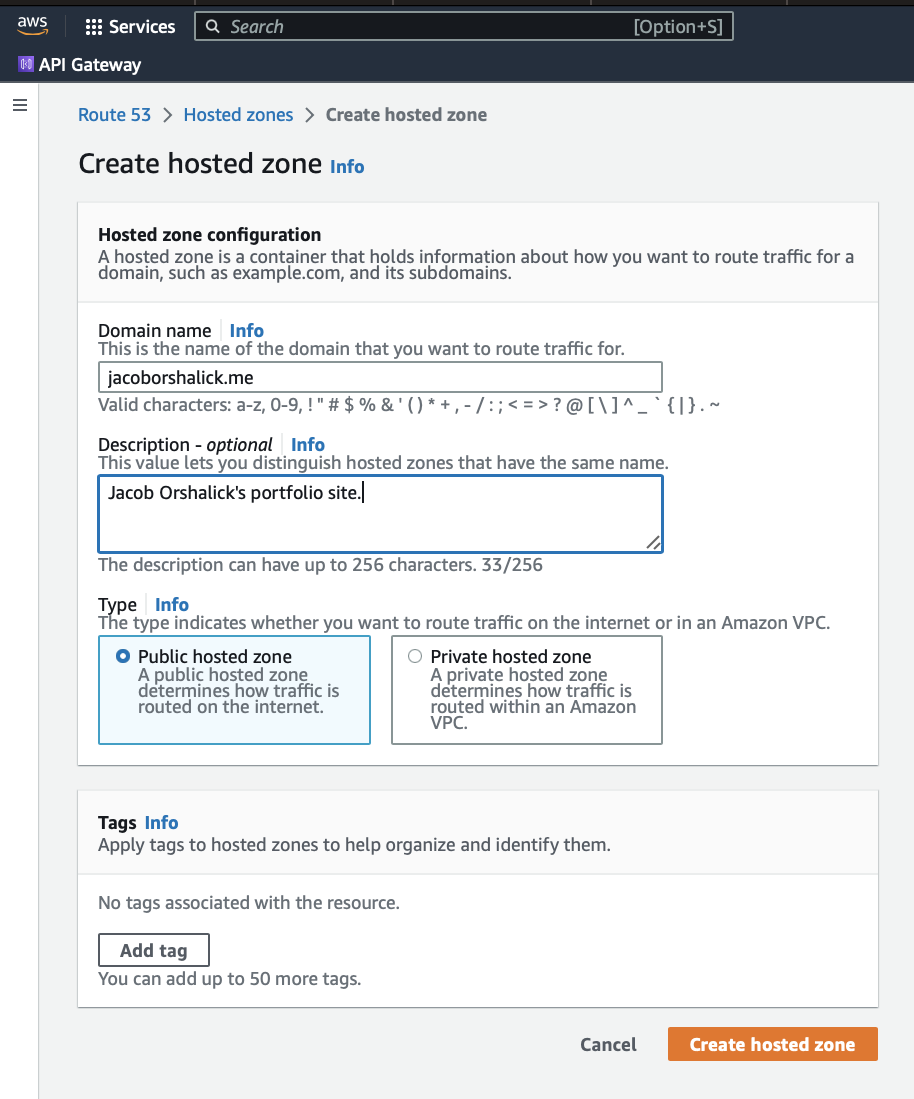 aws
Services
Search [Option+S]
API Gateway
Route 53 > Hosted zones > Create hosted zone
Create hosted zone Info
Hosted zone configuration
A hosted zone is a container that holds information about how you want to route traffic for a
domain, such as example.com, and its subdomains.
Domain name Info
This is the name of the domain that you want to route traffic for.
jacoborshalick.me
Valid characters: a-z, 0-9, ! " # $ % & ' ( ) * + , - / : ; < = > ? @ [ \ ] ^ _ ` { | } . ~
Description - optional Info
This value lets you distinguish hosted zones that have the same name.
Jacob Orshalick's portfolio site.
The description can have up to 256 characters. 33/256
Type Info
The type indicates whether you want to route traffic on the internet or in an Amazon VPC.
Public hosted zone
A public hosted zone
determines how traffic is
routed on the internet.
Private hosted zone
A private hosted zone
determines how traffic is
routed within an Amazon
VPC.
Tags Info
Apply tags to hosted zones to help organize and identify them.
No tags associated with the resource.
Add tag
You can add up to 50 more tags.
Cancel
Create hosted zone